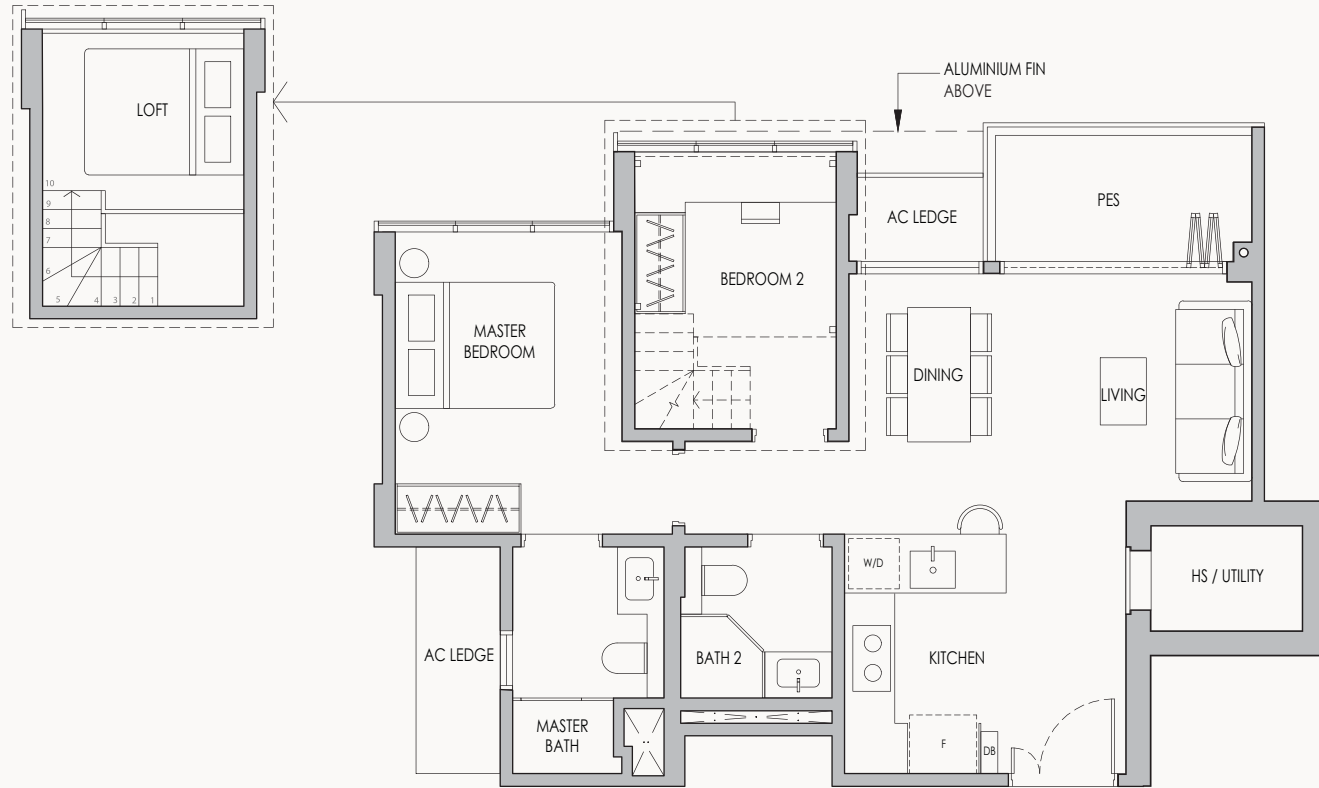 ALUMINIUM FIN
ABOVE
LOFT
10
9
8
7
6
5
4
3
2
1
PES
AC LEDGE
BEDROOM 2
MASTER
BEDROOM
DINING
LIVING
W/D
HS / UTILITY
AC LEDGE
BATH 2
KITCHEN
MASTER
BATH
F
DB